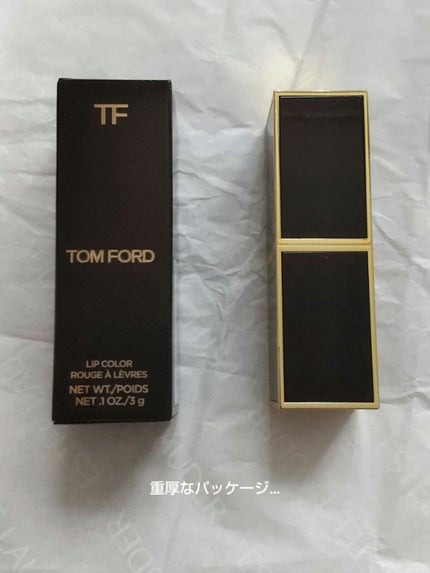 TF
TOM FORD
LIP COLOR
ROUGE À LÈVRES
NET WT./POIDS
NET .1 OZ./3 g
重厚なパッケージ...